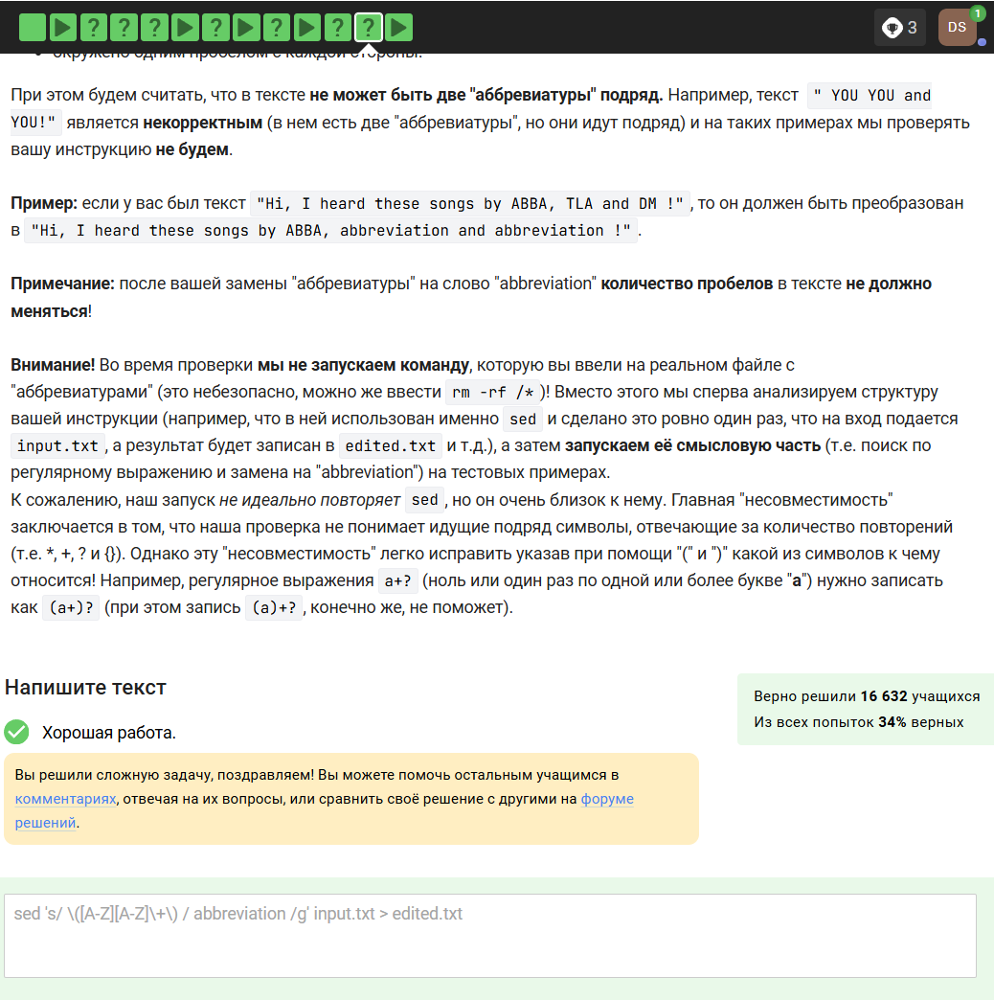 ? ? ? ? ? ? ?
3
DS
1
окружено одним пробелом с каждой стороны.
При этом будем считать, что в тексте не может быть две "аббревиатуры" подряд. Например, текст " YOU YOU and
YOU!" является некорректным (в нем есть две "аббревиатуры", но они идут подряд) и на таких примерах мы проверять
вашу инструкцию не будем.
Пример: если у вас был текст "Hi, I heard these songs by ABBA, TLA and DM !", то он должен быть преобразован
в "Hi, I heard these songs by ABBA, abbreviation and abbreviation !".
Примечание: после вашей замены "аббревиатуры" на слово "abbreviation" количество пробелов в тексте не должно
меняться!
Внимание! Во время проверки мы не запускаем команду, которую вы ввели на реальном файле с
"аббревиатурами" (это небезопасно, можно же ввести rm -rf /*)! Вместо этого мы сперва анализируем структуру
вашей инструкции (например, что в ней использован именно sed и сделано это ровно один раз, что на вход подается
input.txt, а результат будет записан в edited.txt и т.д.), а затем запускаем её смысловую часть (т.е. поиск по
регулярному выражению и замена на "abbreviation") на тестовых примерах.
К сожалению, наш запуск не идеально повторяет sed, но он очень близок к нему. Главная "несовместимость"
заключается в том, что наша проверка не понимает идущие подряд символы, отвечающие за количество повторений
(т.е. *, +, ? и {}). Однако эту "несовместимость" легко исправить указав при помощи "(" и ")" какой из символов к чему
относится! Например, регулярное выражения a+? (ноль или один раз по одной или более букве "a") нужно записать
как (a+)? (при этом запись (a)+?, конечно же, не поможет).
Напишите текст
Верно решили 16 632 учащихся
Из всех попыток 34% верных
Хорошая работа.
Вы решили сложную задачу, поздравляем! Вы можете помочь остальным учащимся в
комментариях, отвечая на их вопросы, или сравнить своё решение с другими на форуме
решений.
sed 's/ \([A-Z][A-Z]\+\) / abbreviation /g' input.txt > edited.txt